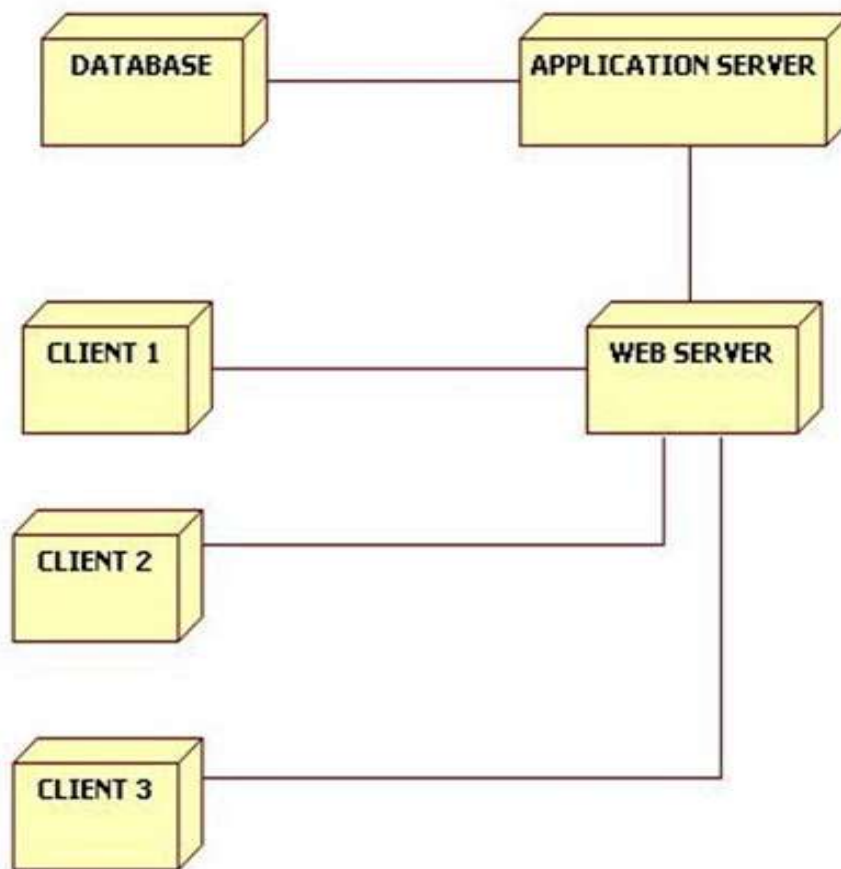 DATABASE
APPLICATION SERVER
CLIENT 1
WEB SERVER
CLIENT 2
CLIENT 3